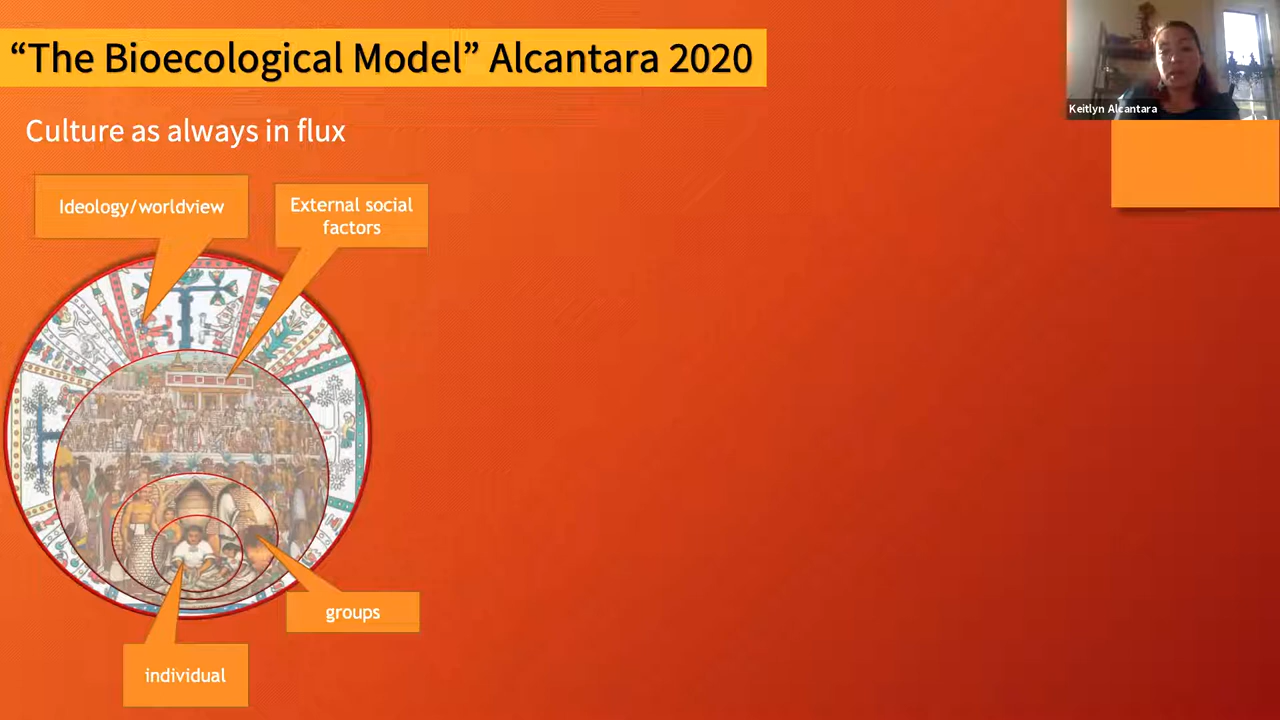 “The Bioecological Model” Alcantara 2020
Keitlyn Alcantara
Culture as always in flux
Ideology/worldview
External social
factors
groups
individual